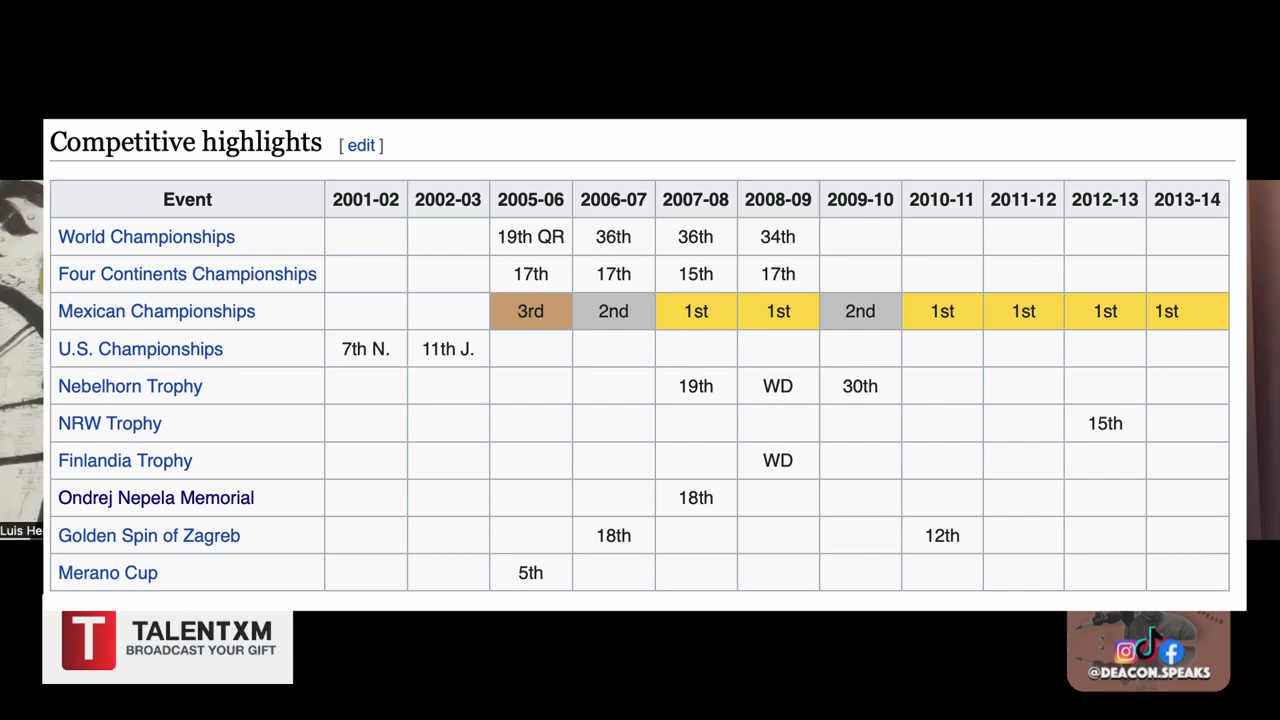 Competitive highlights [ edit ]
Event 2001-02 2002-03 2005-06 2006-07 2007-08 2008-09 2009-10 2010-11 2011-12 2012-13 2013-14
World Championships 19th QR 36th 36th 34th
Four Continents Championships 17th 17th 15th 17th
Mexican Championships 3rd 2nd 1st 1st 2nd 1st 1st 1st 1st
U.S. Championships 7th N. 11th J.
Nebelhorn Trophy 19th WD 30th
NRW Trophy 15th
Finlandia Trophy WD
Ondrej Nepela Memorial 18th
Luis He
Golden Spin of Zagreb 18th 12th
Merano Cup 5th
T TALENTXM
BROADCAST YOUR GIFT
@DEACON.SPEAKS